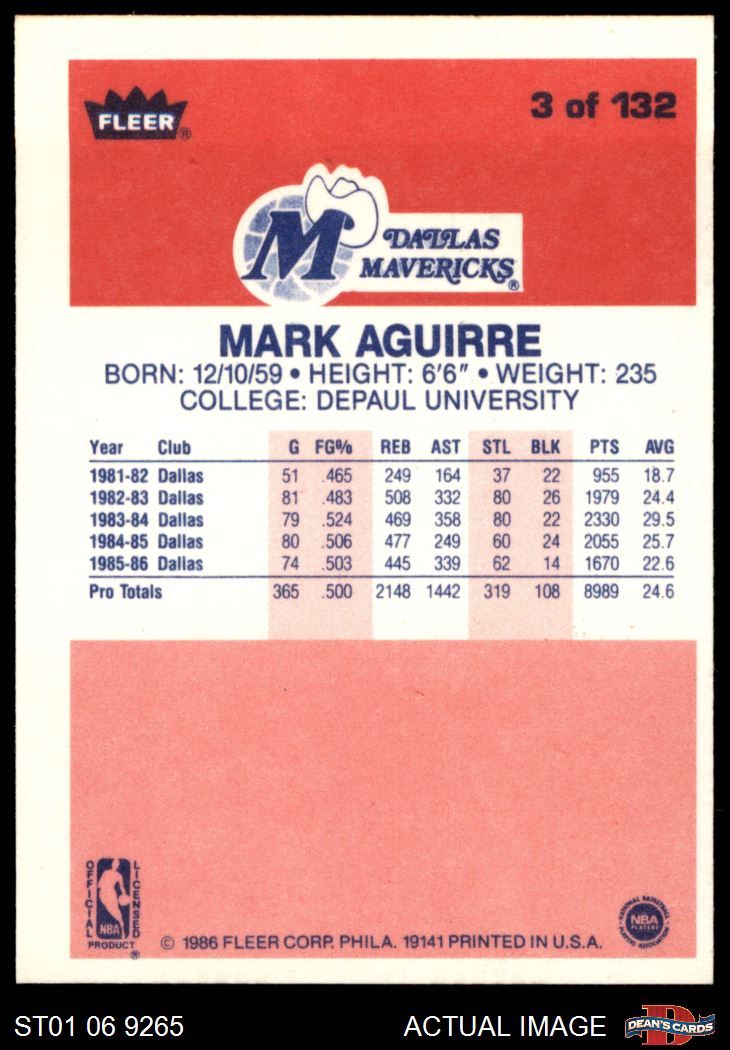 FLEER®
3 of 132
M
DALLAS
MAVERICKS®
MARK AGUIRRE
BORN: 12/10/59 • HEIGHT: 6'6" • WEIGHT: 235
COLLEGE: DEPAUL UNIVERSITY
Year Club G FG% REB AST STL BLK PTS AVG
1981-82 Dallas 51 .465 249 164 37 22 955 18.7
1982-83 Dallas 81 .483 508 332 80 26 1979 24.4
1983-84 Dallas 79 .524 469 358 80 22 2330 29.5
1984-85 Dallas 80 .506 477 249 60 24 2055 25.7
1985-86 Dallas 74 .503 445 339 62 14 1670 22.6
Pro Totals 365 .500 2148 1442 319 108 8989 24.6
OFFICIAL
LICENSED
NBA
PRODUCT®
© 1986 FLEER CORP. PHILA. 19141 PRINTED IN U.S.A.
NATIONAL BASKETBALL
NBA
PLAYERS
PLAYERS ASSOCIATION
ST01 06 9265
ACTUAL IMAGE
D
DEAN'S CARDS